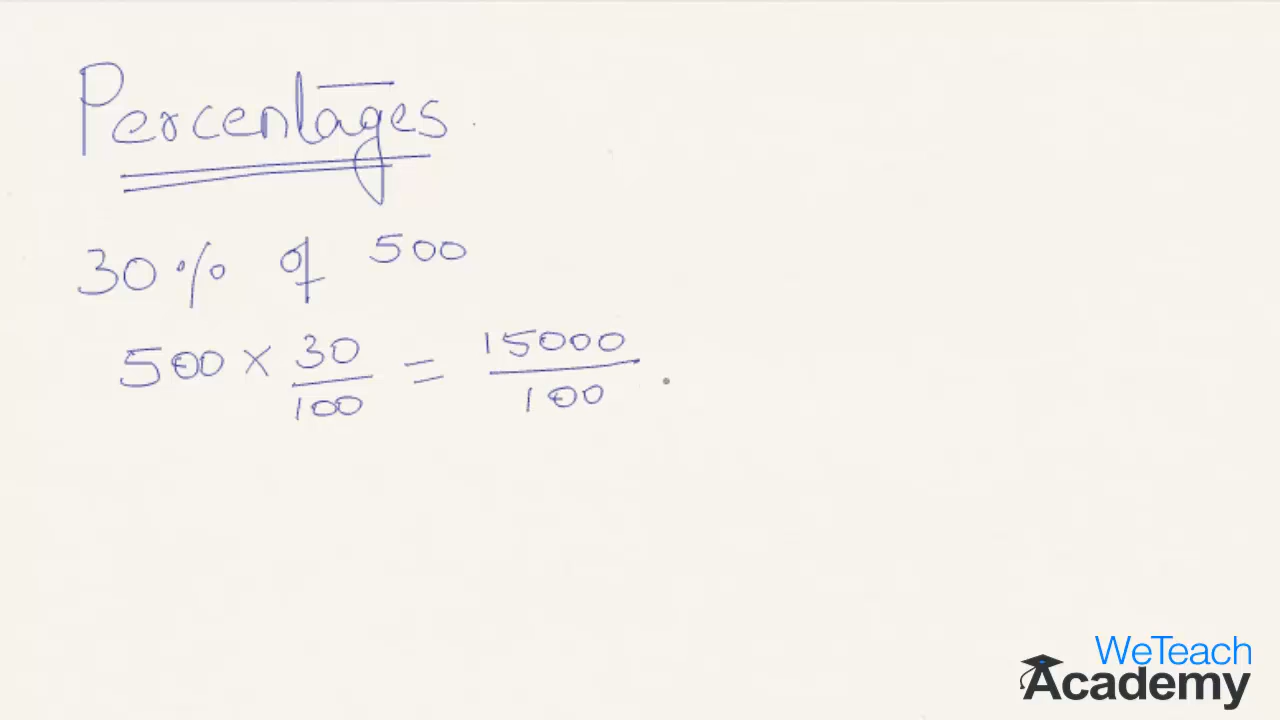 Percentages
30% of 500
500 × 30/100 = 15000/100
WeTeach
Academy